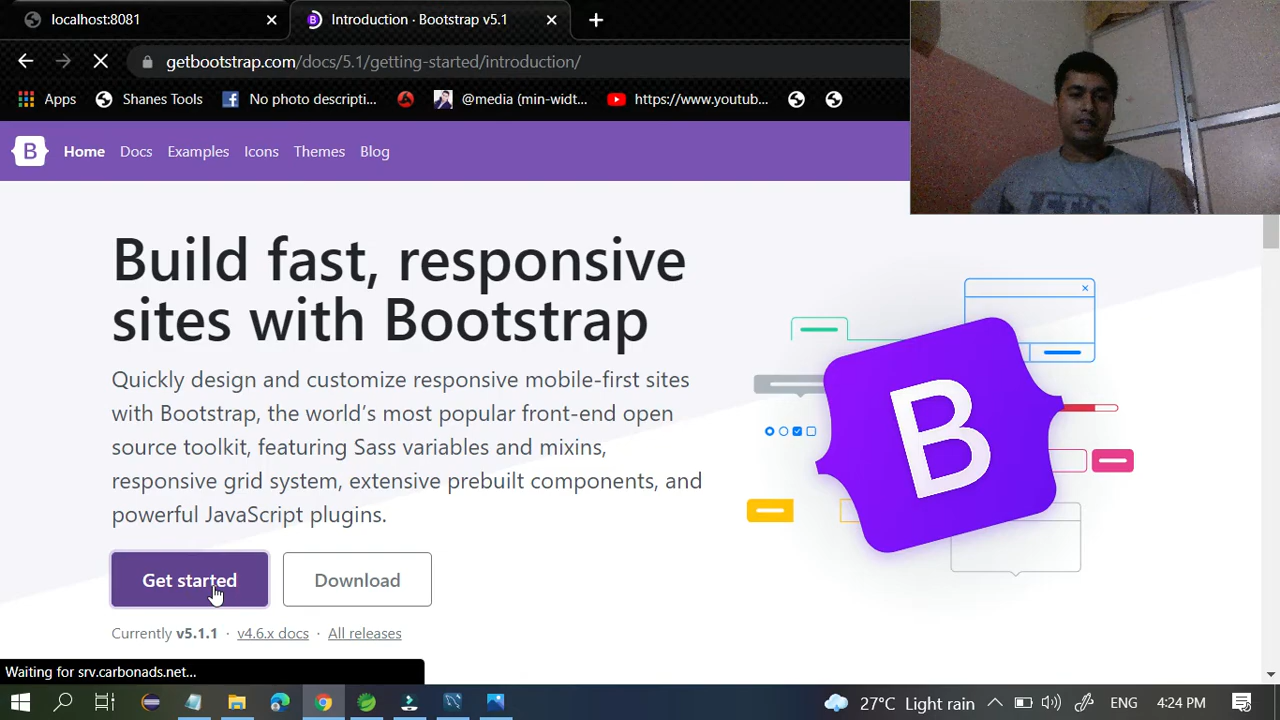 localhost:8081
Introduction · Bootstrap v5.1
getbootstrap.com/docs/5.1/getting-started/introduction/
Apps
Shanes Tools
No photo descripti...
@media (min-widt...
https://www.youtub...
B
Home
Docs
Examples
Icons
Themes
Blog
LET'S
Build fast, responsive
sites with Bootstrap
Quickly design and customize responsive mobile-first sites
with Bootstrap, the world's most popular front-end open
source toolkit, featuring Sass variables and mixins,
responsive grid system, extensive prebuilt components, and
powerful JavaScript plugins.
B
Get started
Download
Currently v5.1.1 · v4.6.x docs · All releases
Waiting for srv.carbonads.net...
27°C Light rain
ENG
4:24 PM